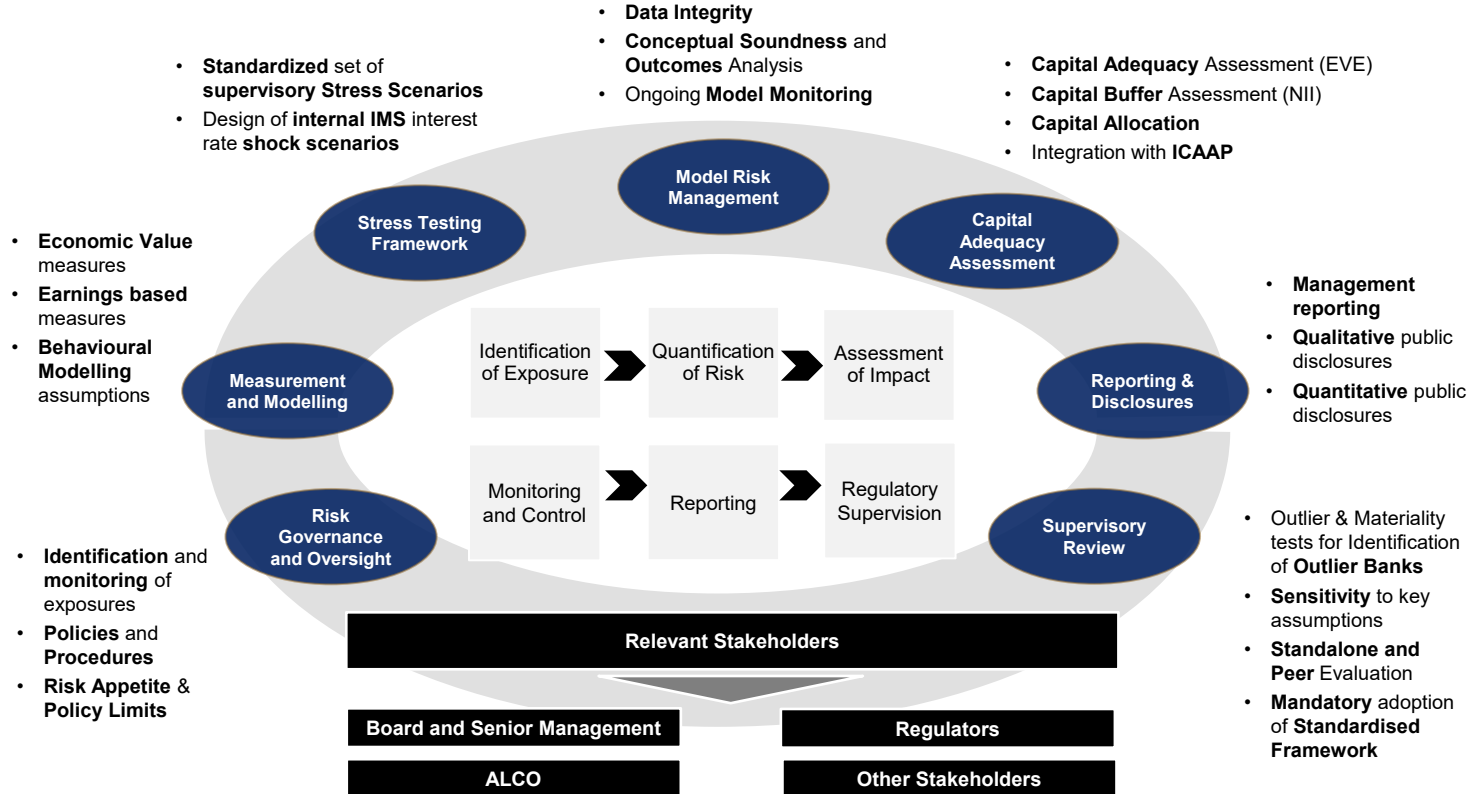 • Data Integrity
• Conceptual Soundness and
Outcomes Analysis
• Ongoing Model Monitoring
• Standardized set of
supervisory Stress Scenarios
• Design of internal IMS interest
rate shock scenarios
• Capital Adequacy Assessment (EVE)
• Capital Buffer Assessment (NII)
• Capital Allocation
• Integration with ICAAP
Model Risk
Management
Stress Testing
Framework
Capital
Adequacy
Assessment
• Economic Value
measures
• Earnings based
measures
• Behavioural
Modelling
assumptions
• Management
reporting
• Qualitative public
disclosures
• Quantitative public
disclosures
Measurement
and Modelling
Identification
of Exposure
Quantification
of Risk
Assessment
of Impact
Reporting &
Disclosures
Monitoring
and Control
Reporting
Regulatory
Supervision
Risk
Governance
and Oversight
Supervisory
Review
• Identification and
monitoring of
exposures
• Policies and
Procedures
• Risk Appetite &
Policy Limits
• Outlier & Materiality
tests for Identification
of Outlier Banks
• Sensitivity to key
assumptions
• Standalone and
Peer Evaluation
• Mandatory adoption
of Standardised
Framework
Relevant Stakeholders
Board and Senior Management
Regulators
ALCO
Other Stakeholders